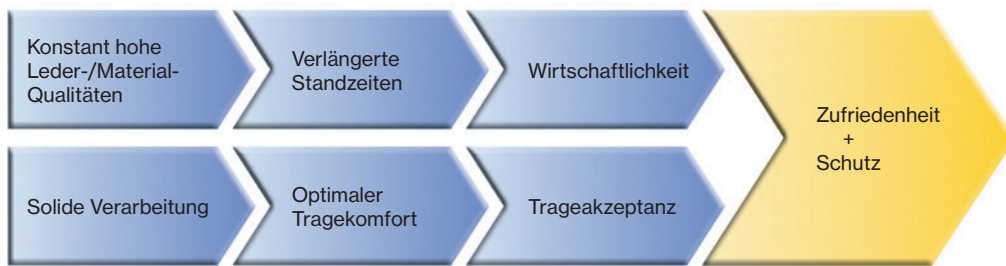 Konstant hohe
Leder-/Material-
Qualitäten
Verlängerte
Standzeiten
Wirtschaftlichkeit
Solide Verarbeitung
Optimaler
Tragekomfort
Trageakzeptanz
Zufriedenheit
+
Schutz